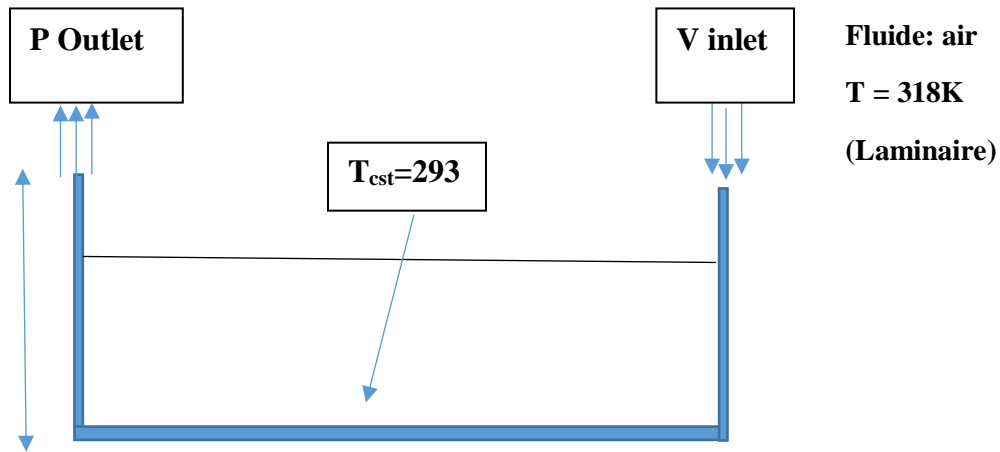 P Outlet
V inlet
Fluide: air
T = 318K
(Laminaire)
Tcst=293